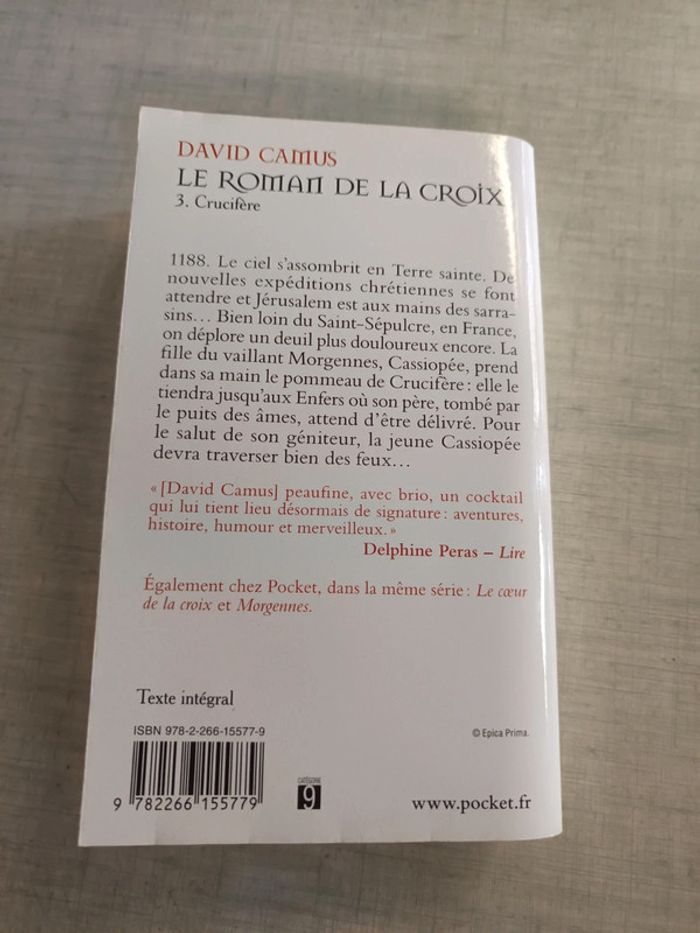 DAVID CAMUS
LE ROMAN DE LA CROIX
3. Crucifère
1188. Le ciel s'assombrit en Terre sainte. De
nouvelles expéditions chrétiennes se font
attendre et Jérusalem est aux mains des sarra-
sins... Bien loin du Saint-Sépulcre, en France,
on déplore un deuil plus douloureux encore. La
fille du vaillant Morgennes, Cassiopée, prend
dans sa main le pommeau de Crucifère : elle le
tiendra jusqu'aux Enfers où son père, tombé par
le puits des âmes, attend d'être délivré. Pour
le salut de son géniteur, la jeune Cassiopée
devra traverser bien des feux...
« [David Camus] peaufine, avec brio, un cocktail
qui lui tient lieu désormais de signature : aventures,
histoire, humour et merveilleux. »
Delphine Peras – Lire
Également chez Pocket, dans la même série : Le cœur
de la croix et Morgennes.
Texte intégral
ISBN 978-2-266-15577-9
© Epica Prima.
9 782266 155779
CATÉGORIE
9
www.pocket.fr